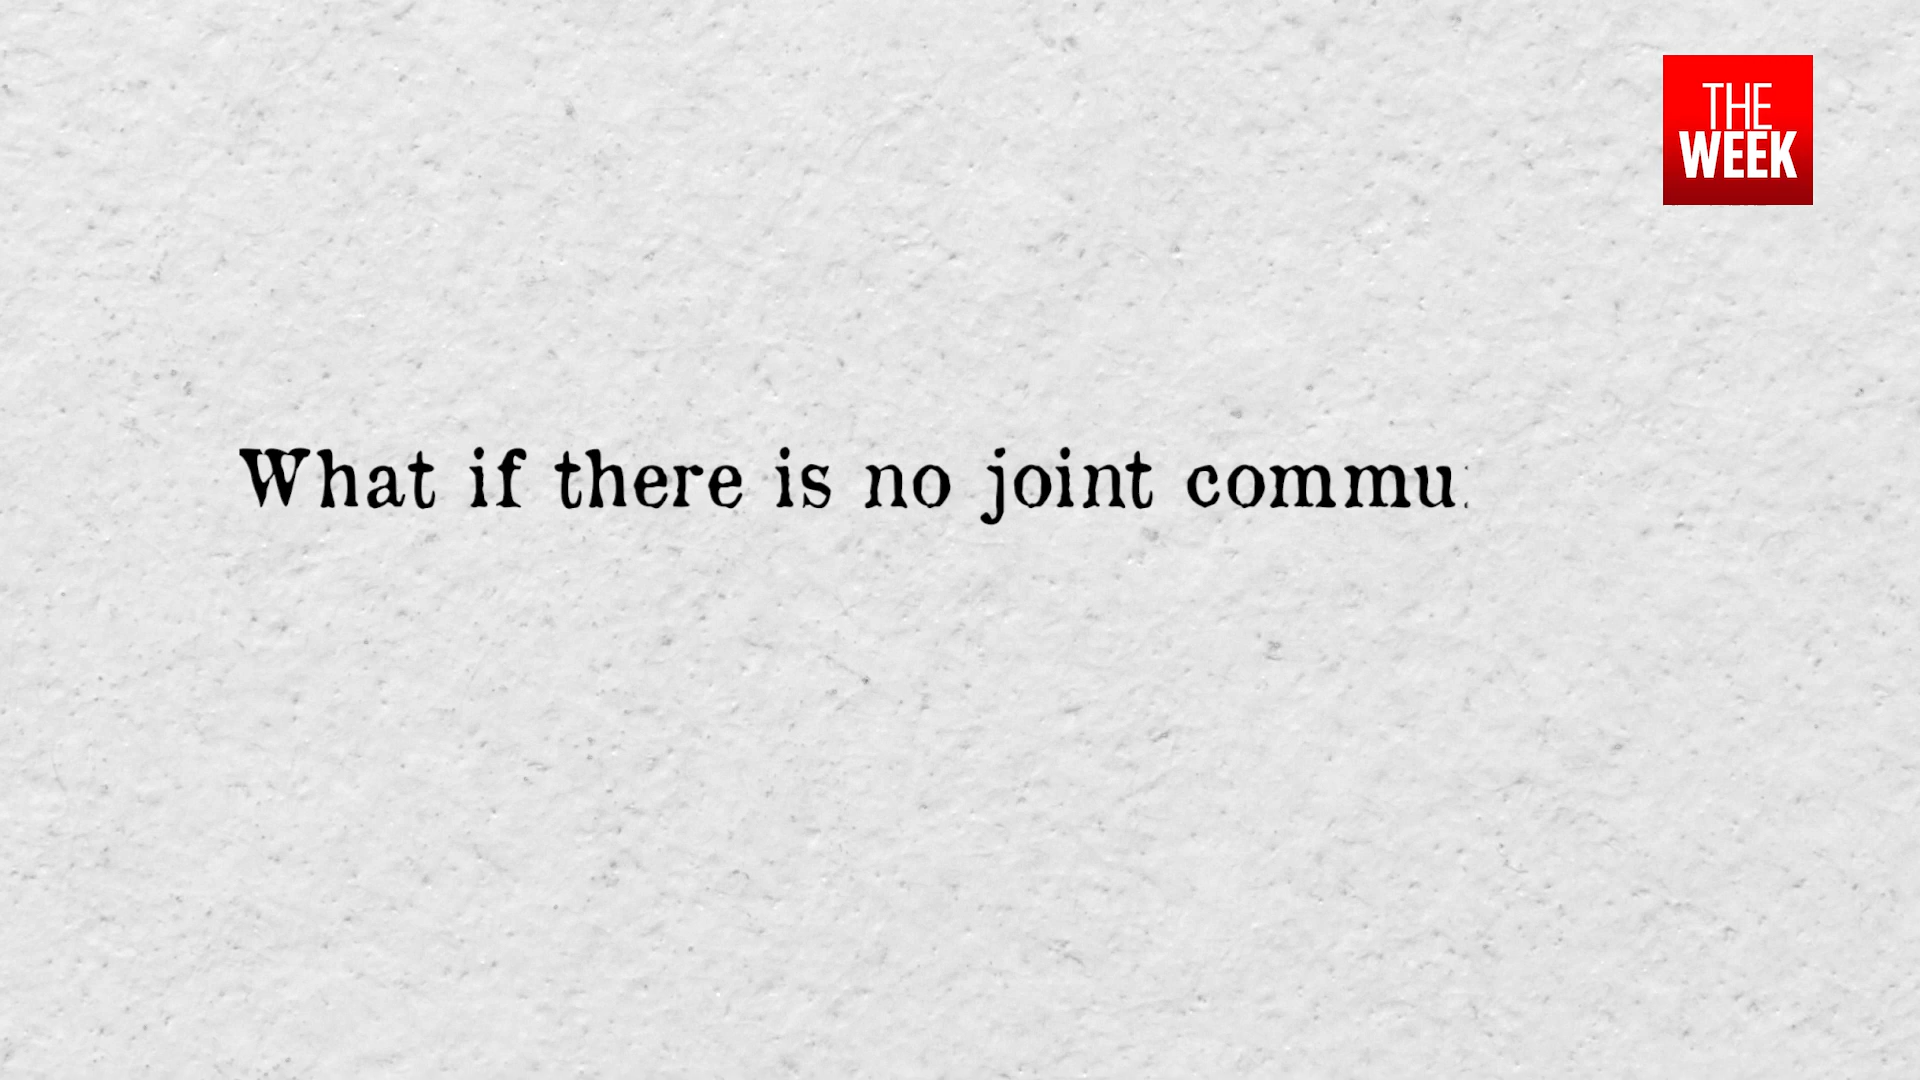 THE
WEEK
What if there is no joint commu